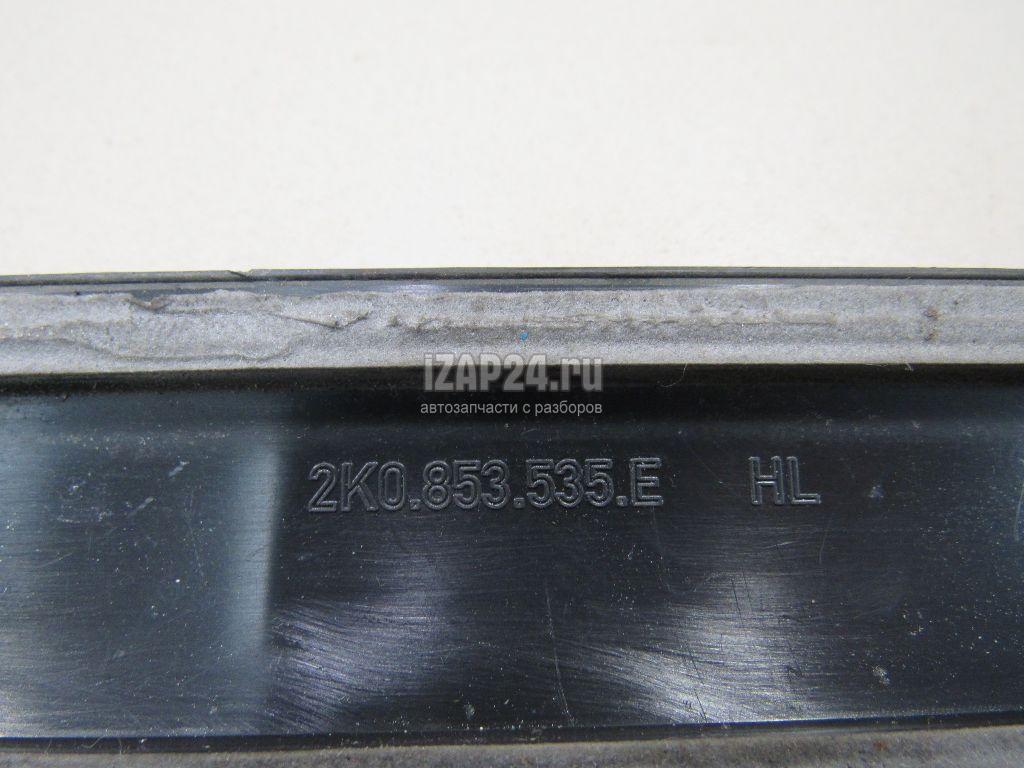 iZAP24.ru
автозапчасти с разборов
2K0.853.535.E HL